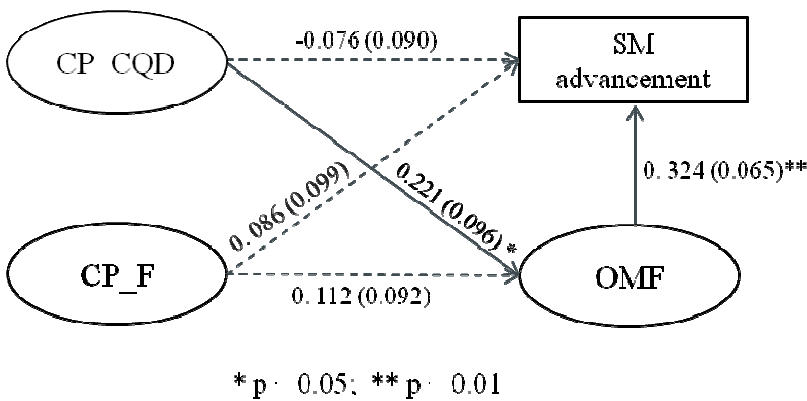 CP CQD
-0.076 (0.090)
SM
advancement
0.086 (0.099)
0.221 (0.096) *
0. 324 (0.065)**
CP_F
0. 112 (0.092)
OMF
* p · 0.05; ** p · 0.01